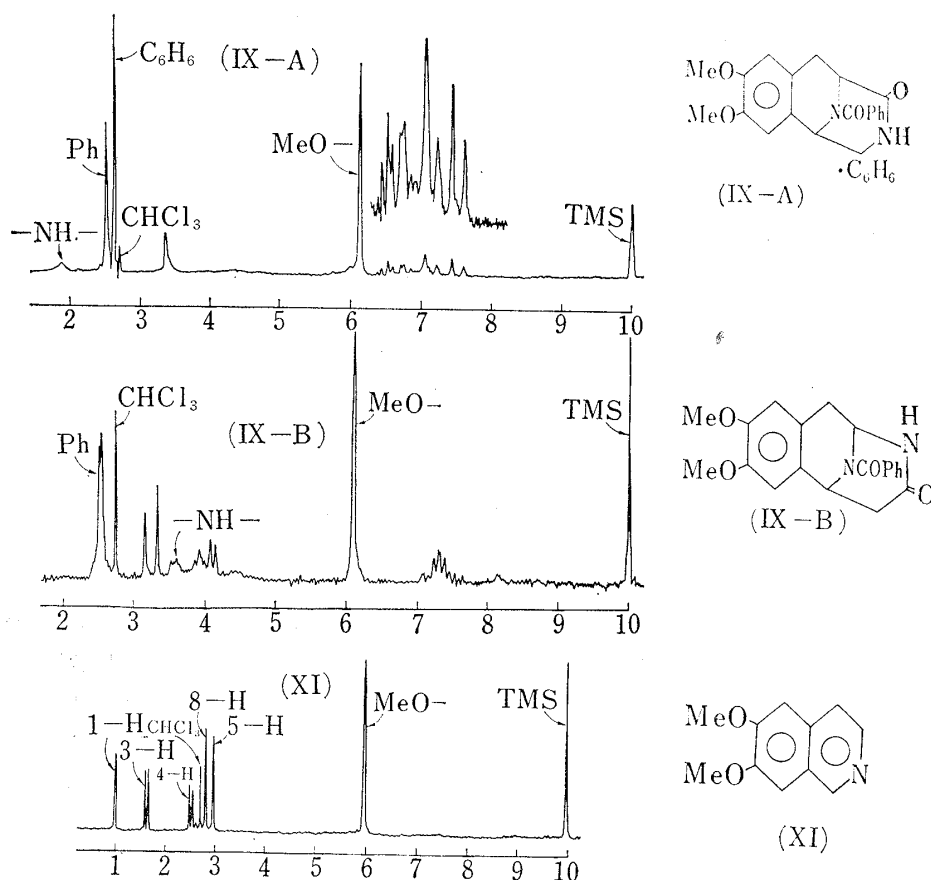 C₆H₆
(IX−A)
Ph
MeO−
−NH−
CHCl₃
TMS
2 3 4 5 6 7 8 9 10
MeO
MeO
NCOPh
O
NH
·C₆H₆
(IX−A)
CHCl₃
Ph
(IX−B)
−NH−
MeO−
TMS
2 3 4 5 6 7 8 9 10
H
N
MeO
MeO
NCOPh
O
(IX−B)
(XI)
8−H
1−H
CHCl₃
5−H
3−H
4−H
MeO−
TMS
1 2 3 4 5 6 7 8 9 10
MeO
MeO
N
(XI)